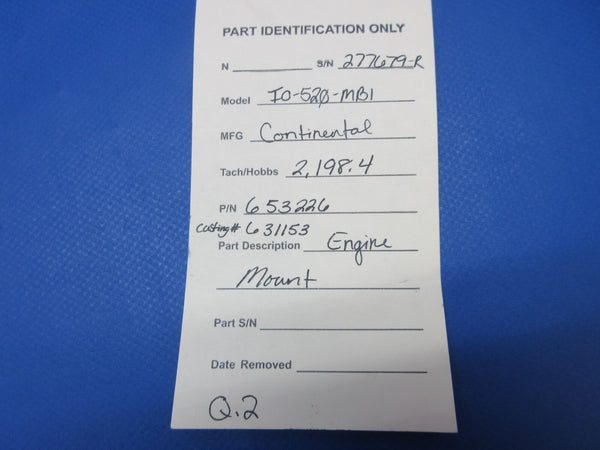 PART IDENTIFICATION ONLY
N S/N 277679-R
Model IO-520-MB1
MFG Continental
Tach/Hobbs 2,198.4
P/N 653226
Casting# 631153
Part Description Engine
Mount
Part S/N
Date Removed
Q.2